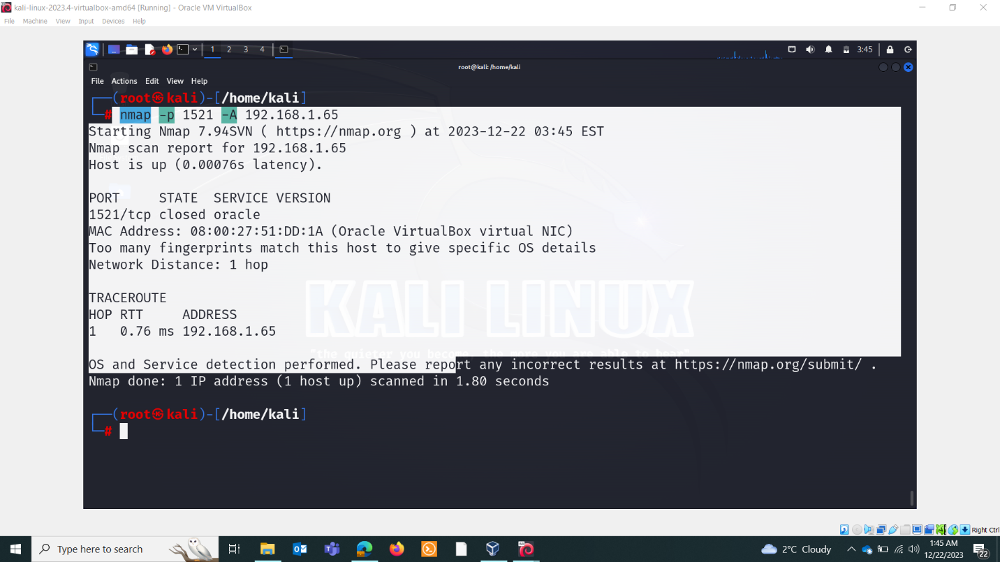 kali-linux-2023.4-virtualbox-amd64 [Running] - Oracle VM VirtualBox
File Machine View Input Devices Help
1 2 3 4 3:45
root@kali: /home/kali
File Actions Edit View Help
(root㉿kali)-[/home/kali]
# nmap -p 1521 -A 192.168.1.65
Starting Nmap 7.94SVN ( https://nmap.org ) at 2023-12-22 03:45 EST
Nmap scan report for 192.168.1.65
Host is up (0.00076s latency).
PORT STATE SERVICE VERSION
1521/tcp closed oracle
MAC Address: 08:00:27:51:DD:1A (Oracle VirtualBox virtual NIC)
Too many fingerprints match this host to give specific OS details
Network Distance: 1 hop
TRACEROUTE
HOP RTT ADDRESS
1 0.76 ms 192.168.1.65
KALI LINUX
"the quieter you become, the more you are able to hear"
OS and Service detection performed. Please report any incorrect results at https://nmap.org/submit/ .
Nmap done: 1 IP address (1 host up) scanned in 1.80 seconds
(root㉿kali)-[/home/kali]
#
Right Ctrl
Type here to search
2°C Cloudy
1:45 AM
12/22/2023
22